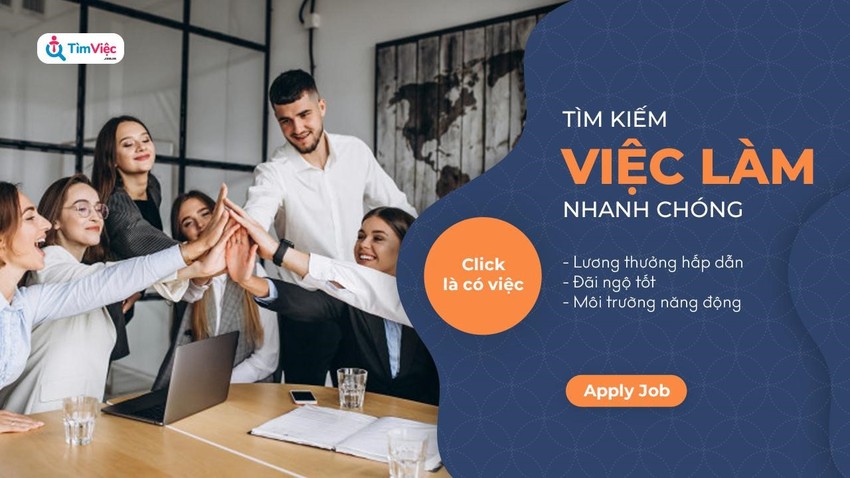 TìmViệc
TÌM KIẾM
VIỆC LÀM
NHANH CHÓNG
Click
là có việc
- Lương thưởng hấp dẫn
- Đãi ngộ tốt
- Môi trường năng động
Apply Job